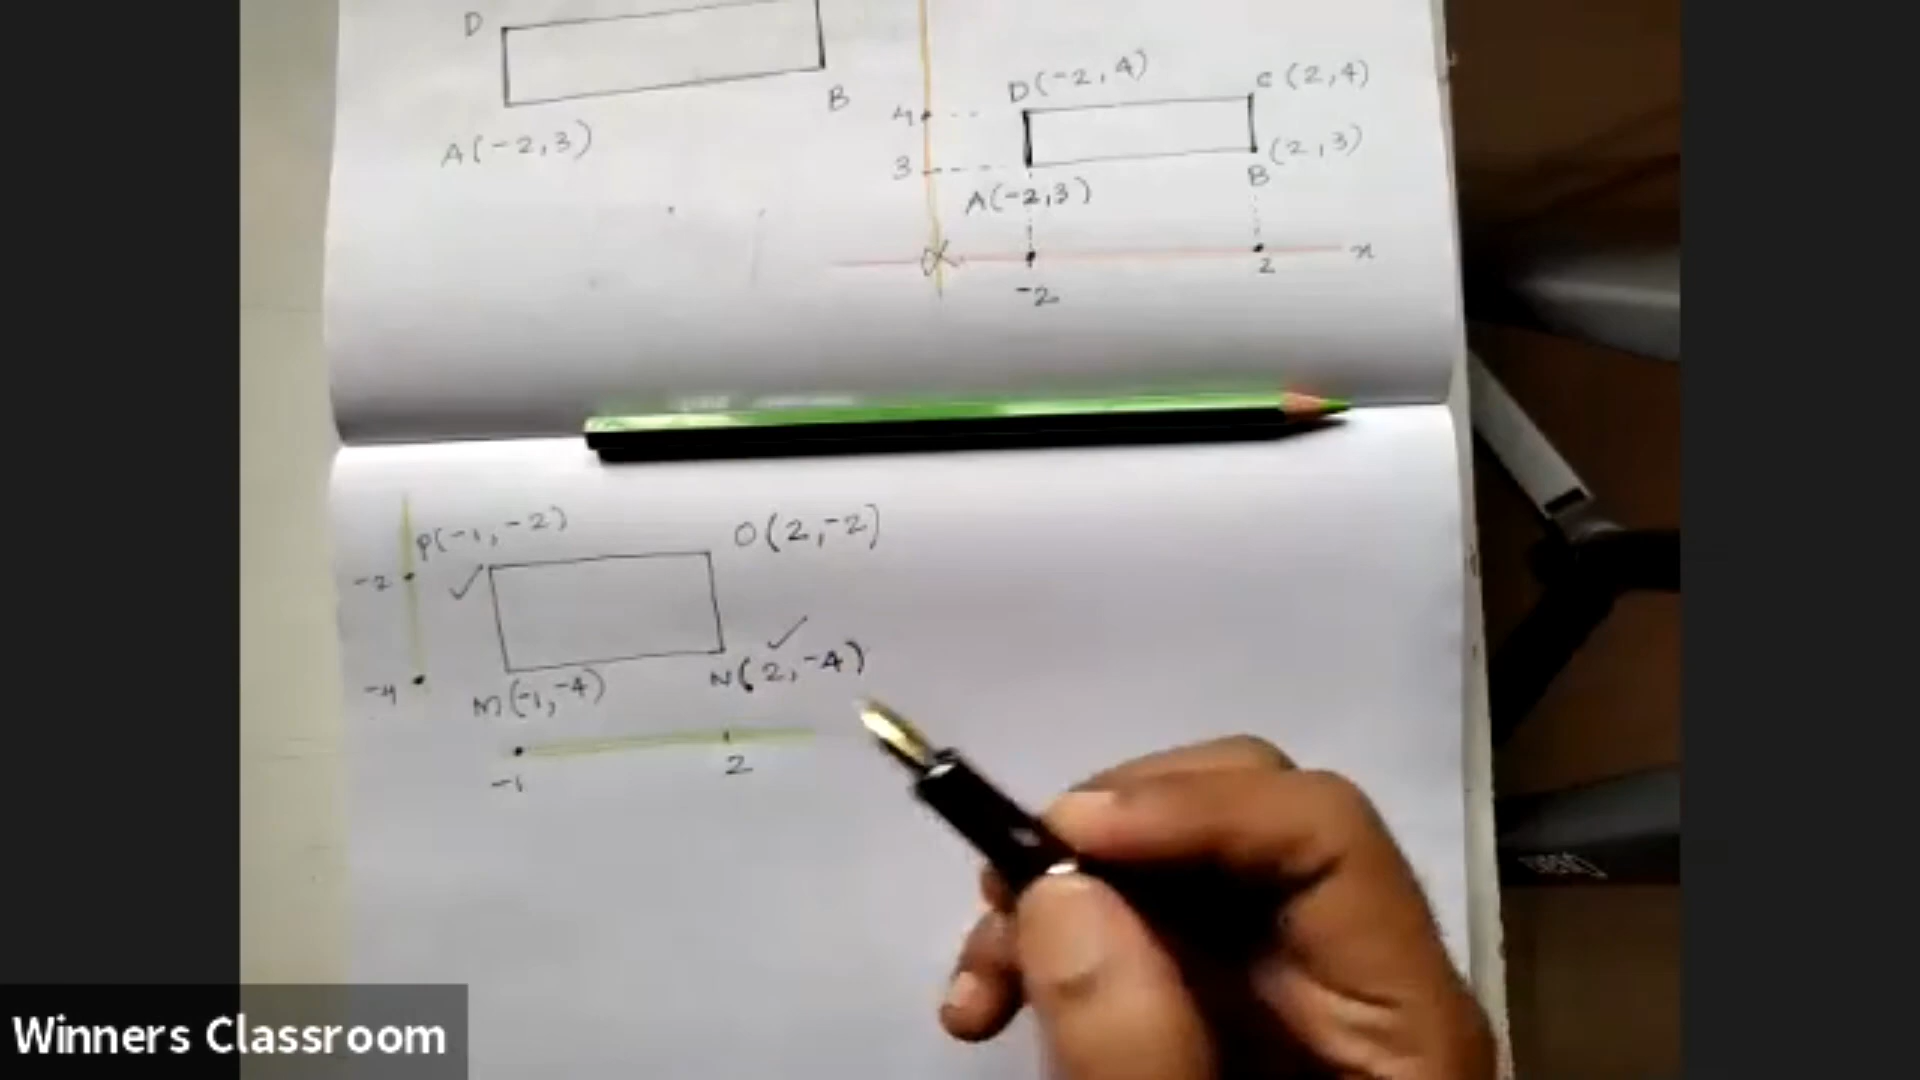 D
B
A(-2,3)
D(-2,4)
C(2,4)
4
3
(2,3)
B
A(-2,3)
x
2
-2
P(-1,-2)
O(2,-2)
-2
-4
M(-1,-4)
N(2,-4)
-1
2
Winners Classroom